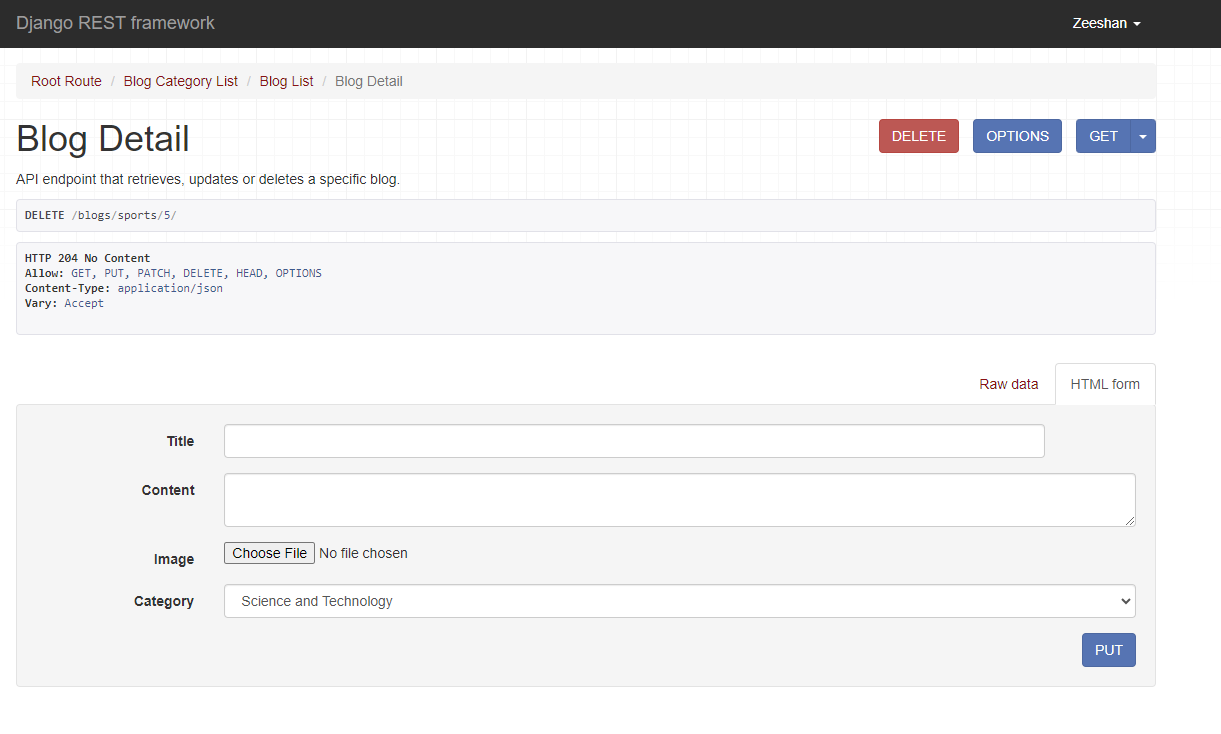 Django REST framework Zeeshan
Root Route / Blog Category List / Blog List / Blog Detail
Blog Detail DELETE OPTIONS GET
API endpoint that retrieves, updates or deletes a specific blog.
DELETE /blogs/sports/5/
HTTP 204 No Content
Allow: GET, PUT, PATCH, DELETE, HEAD, OPTIONS
Content-Type: application/json
Vary: Accept
Raw data HTML form
Title
Content
Image Choose File No file chosen
Category Science and Technology
PUT